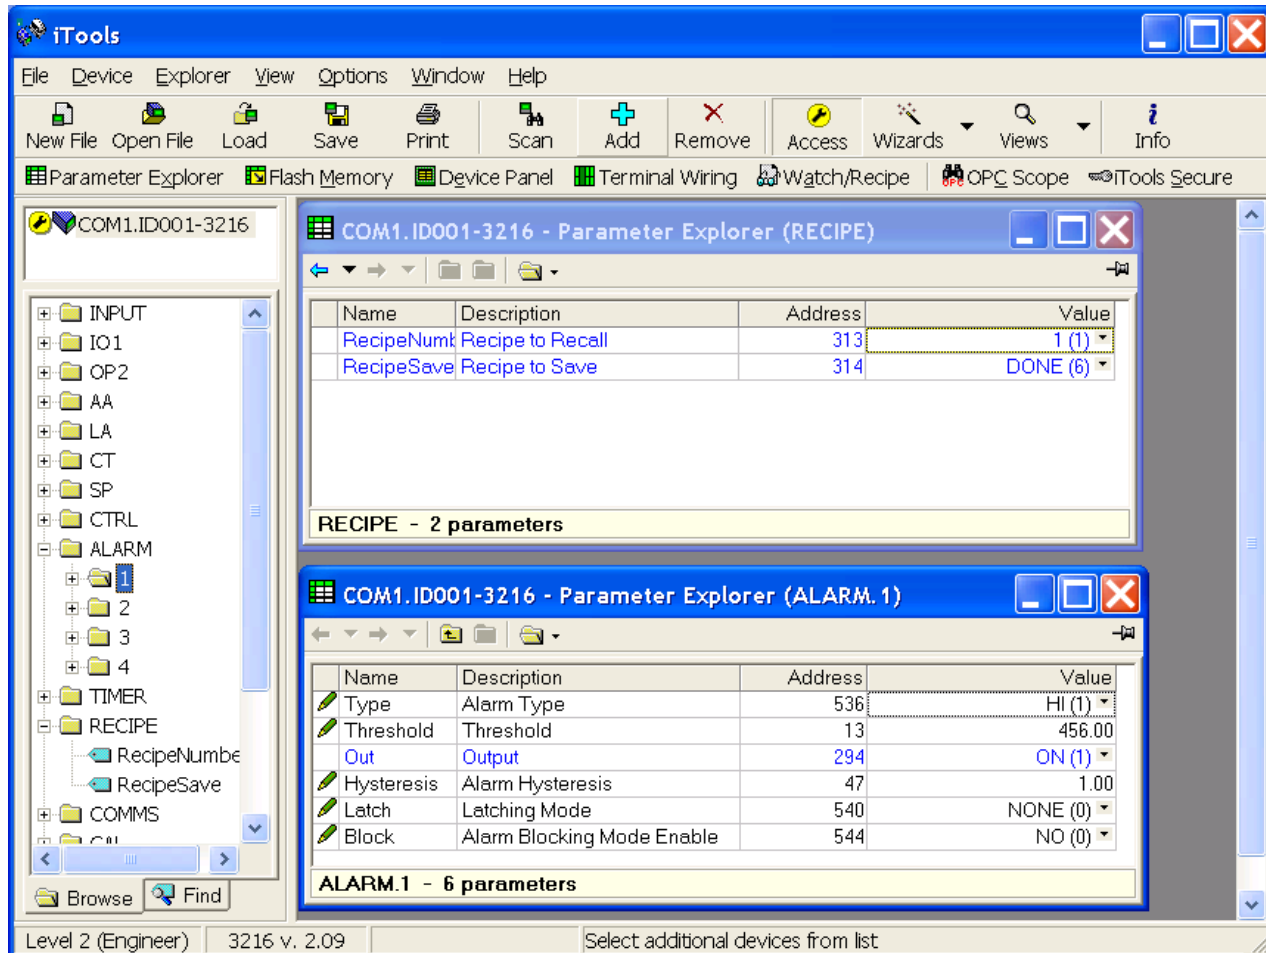 iTools
File Device Explorer View Options Window Help
New File Open File Load Save Print Scan Add Remove Access Wizards Views Info
Parameter Explorer Flash Memory Device Panel Terminal Wiring Watch/Recipe OPC Scope iTools Secure
COM1.ID001-3216
INPUT
IO1
OP2
AA
LA
CT
SP
CTRL
ALARM
1
2
3
4
TIMER
RECIPE
RecipeNumbe
RecipeSave
COMMS
Browse Find
COM1.ID001-3216 - Parameter Explorer (RECIPE)
Name Description Address Value
RecipeNumb Recipe to Recall 313 1 (1)
RecipeSave Recipe to Save 314 DONE (6)
RECIPE - 2 parameters
COM1.ID001-3216 - Parameter Explorer (ALARM.1)
Name Description Address Value
Type Alarm Type 536 HI (1)
Threshold Threshold 13 456.00
Out Output 294 ON (1)
Hysteresis Alarm Hysteresis 47 1.00
Latch Latching Mode 540 NONE (0)
Block Alarm Blocking Mode Enable 544 NO (0)
ALARM.1 - 6 parameters
Level 2 (Engineer) 3216 v. 2.09 Select additional devices from list